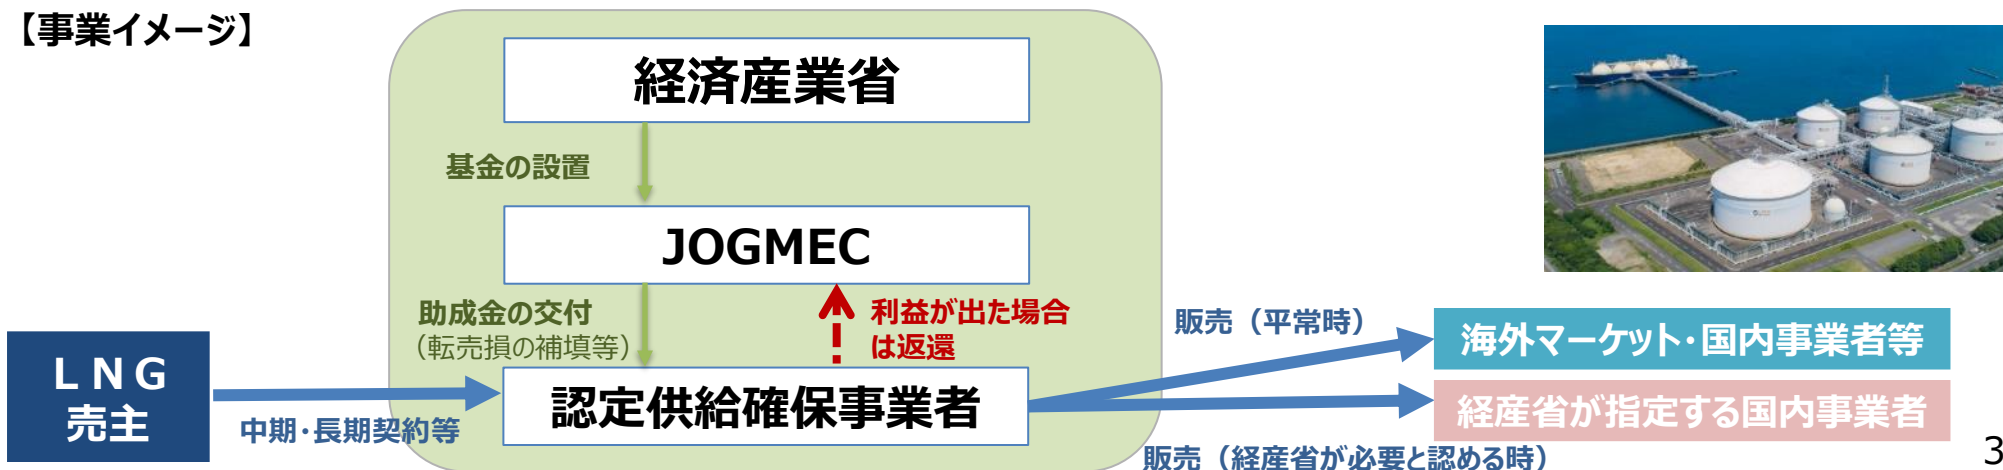 【事業イメージ】
経済産業省
基金の設置
JOGMEC
助成金の交付
（転売損の補填等）
利益が出た場合
は返還
LNG
売主
中期・長期契約等
認定供給確保事業者
販売（平常時）
海外マーケット・国内事業者等
経産省が指定する国内事業者
販売（経産省が必要と認める時）
3